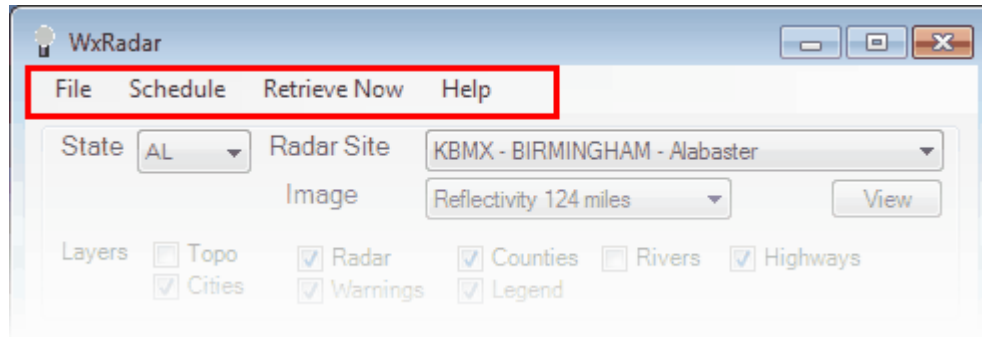 WxRadar
File Schedule Retrieve Now Help
State AL Radar Site KBMX - BIRMINGHAM - Alabaster
Image Reflectivity 124 miles View
Layers Topo Radar Counties Rivers Highways
Cities Warnings Legend